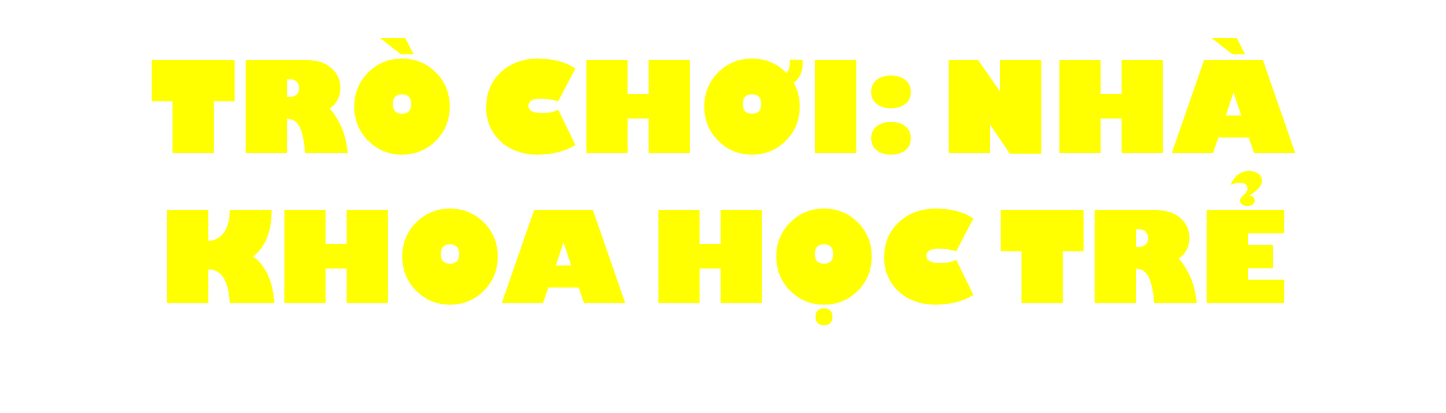 TRÒ CHƠI: NHÀ
KHOA HỌC TRẺ